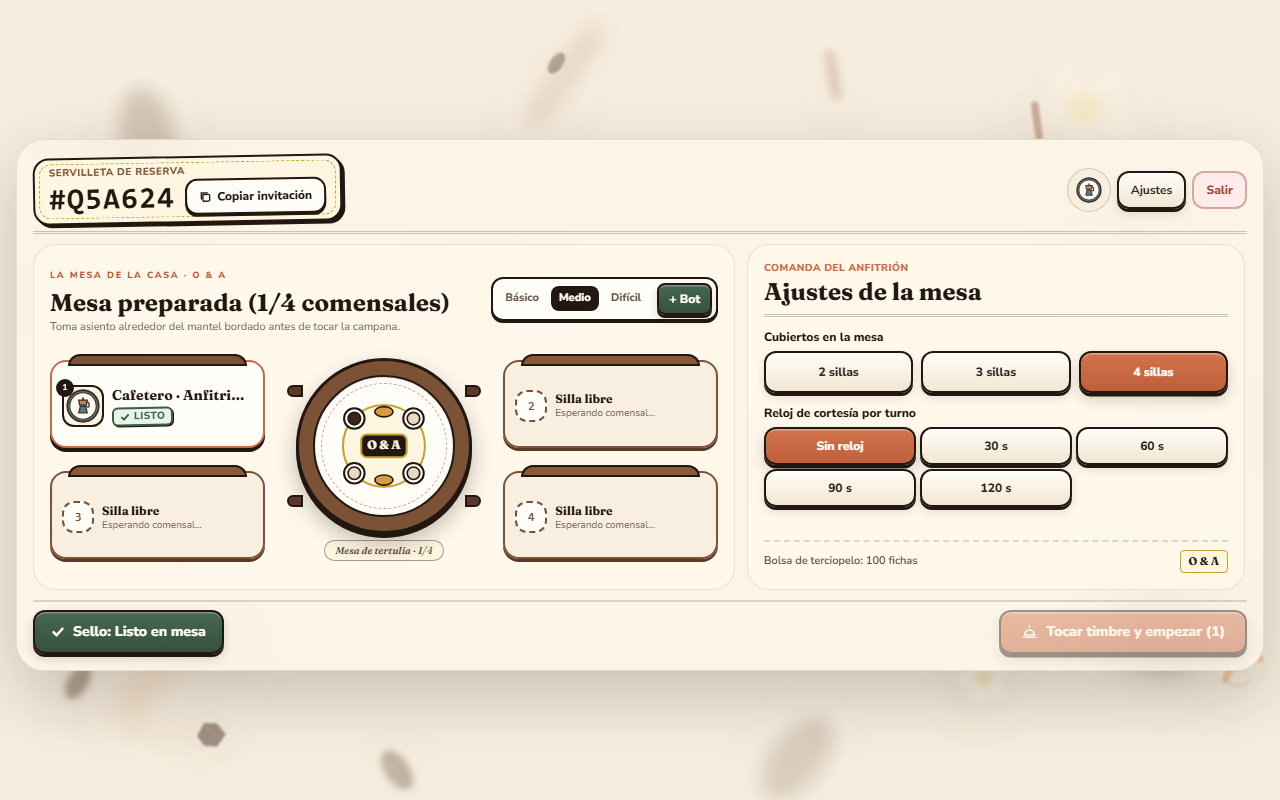 SERVILLETA DE RESERVA
#Q5A624
Copiar invitación
Ajustes
Salir
LA MESA DE LA CASA · O & A
Mesa preparada (1/4 comensales)
Toma asiento alrededor del mantel bordado antes de tocar la campana.
Básico
Medio
Difícil
+ Bot
1
Cafetero · Anfitri...
LISTO
2
Silla libre
Esperando comensal...
O & A
3
Silla libre
Esperando comensal...
4
Silla libre
Esperando comensal...
Mesa de tertulia · 1/4
COMANDA DEL ANFITRIÓN
Ajustes de la mesa
Cubiertos en la mesa
2 sillas
3 sillas
4 sillas
Reloj de cortesía por turno
Sin reloj
30 s
60 s
90 s
120 s
Bolsa de terciopelo: 100 fichas
O & A
Sello: Listo en mesa
Tocar timbre y empezar (1)